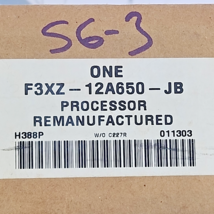 S6-3
ONE
F3XZ-12A650-JB
PROCESSOR
REMANUFACTURED
H388P W/O C227R 011303